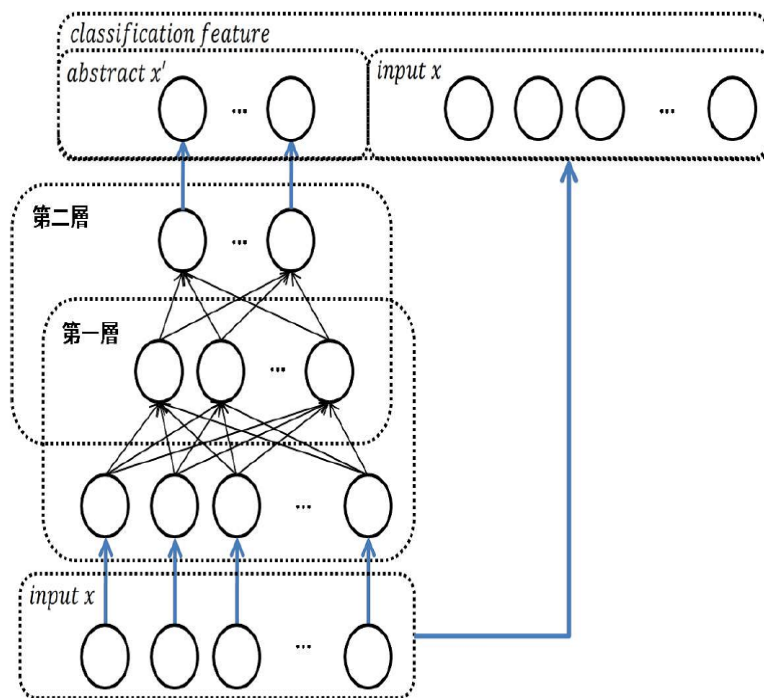 classification feature
abstract x′
input x
...
...
第二層
...
第一層
...
...
input x
...